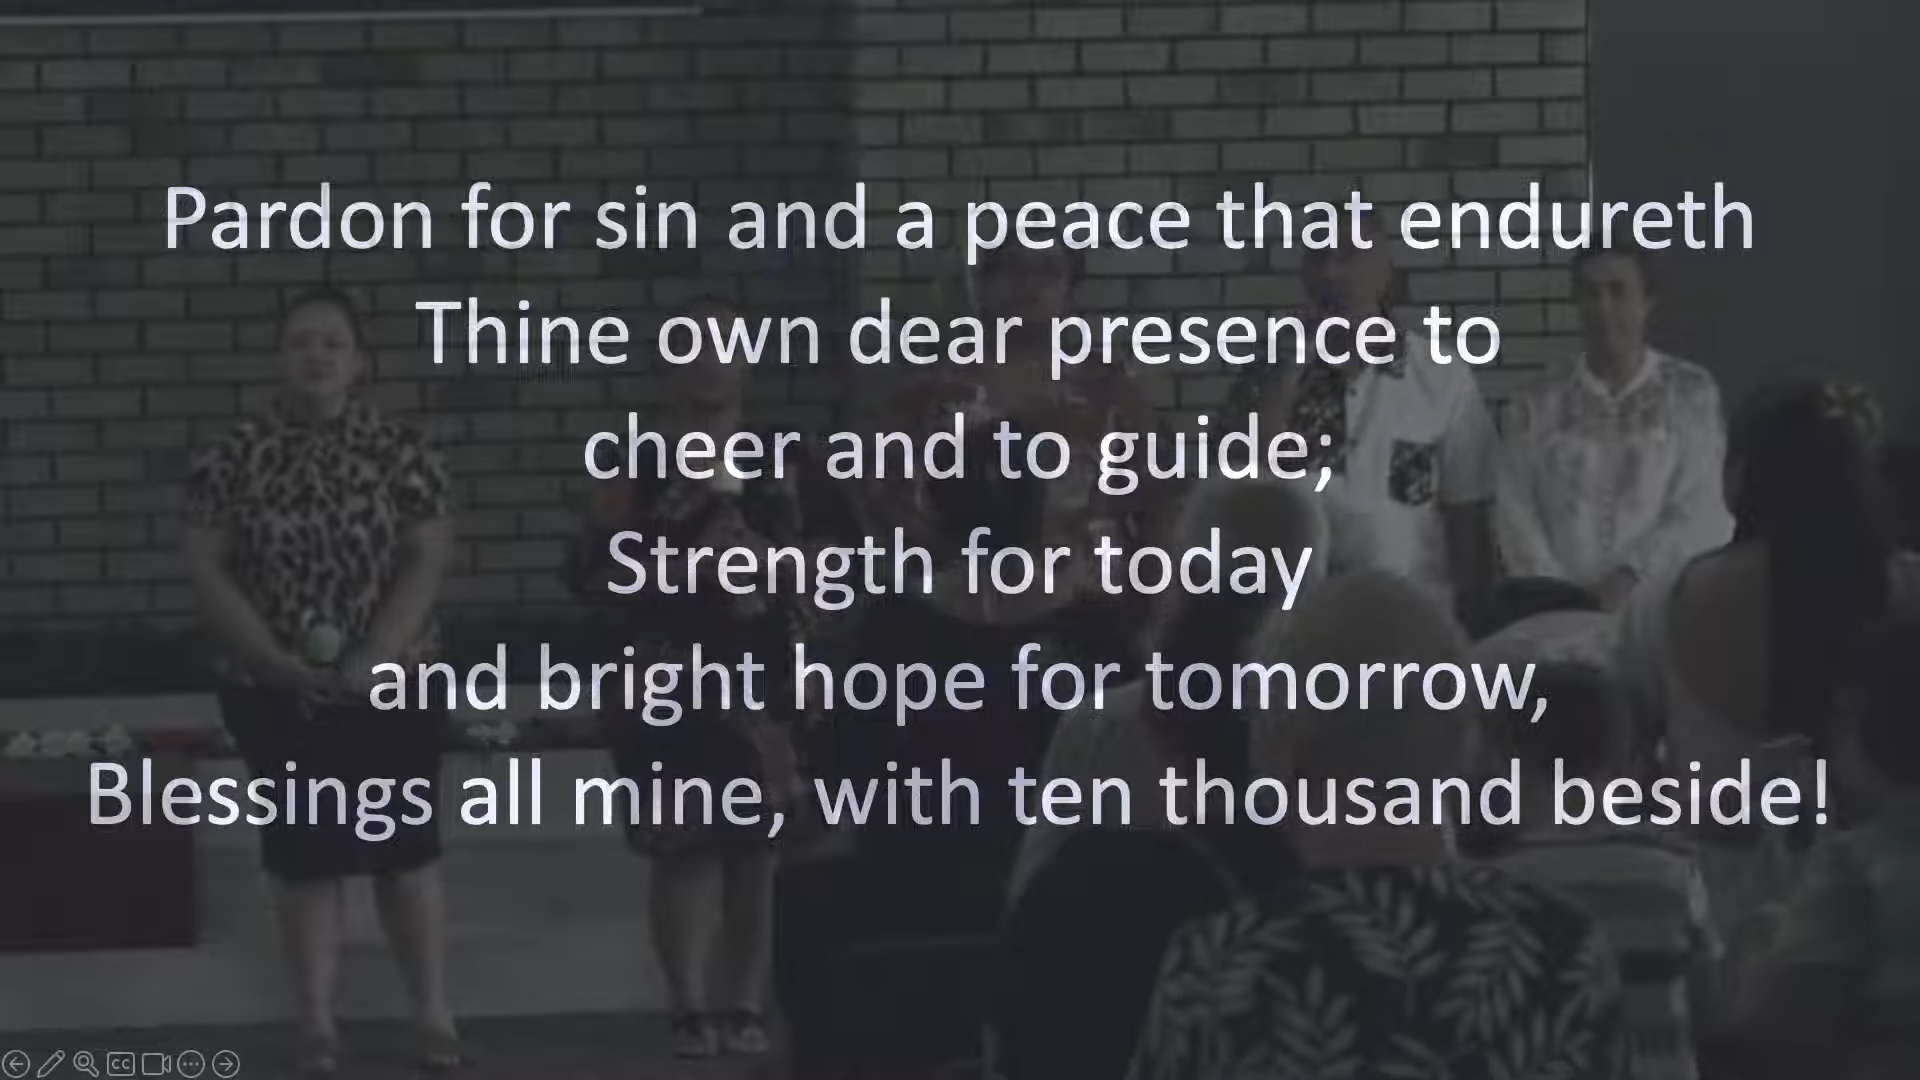 Pardon for sin and a peace that endureth
Thine own dear presence to
cheer and to guide;
Strength for today
and bright hope for tomorrow,
Blessings all mine, with ten thousand beside!
CC